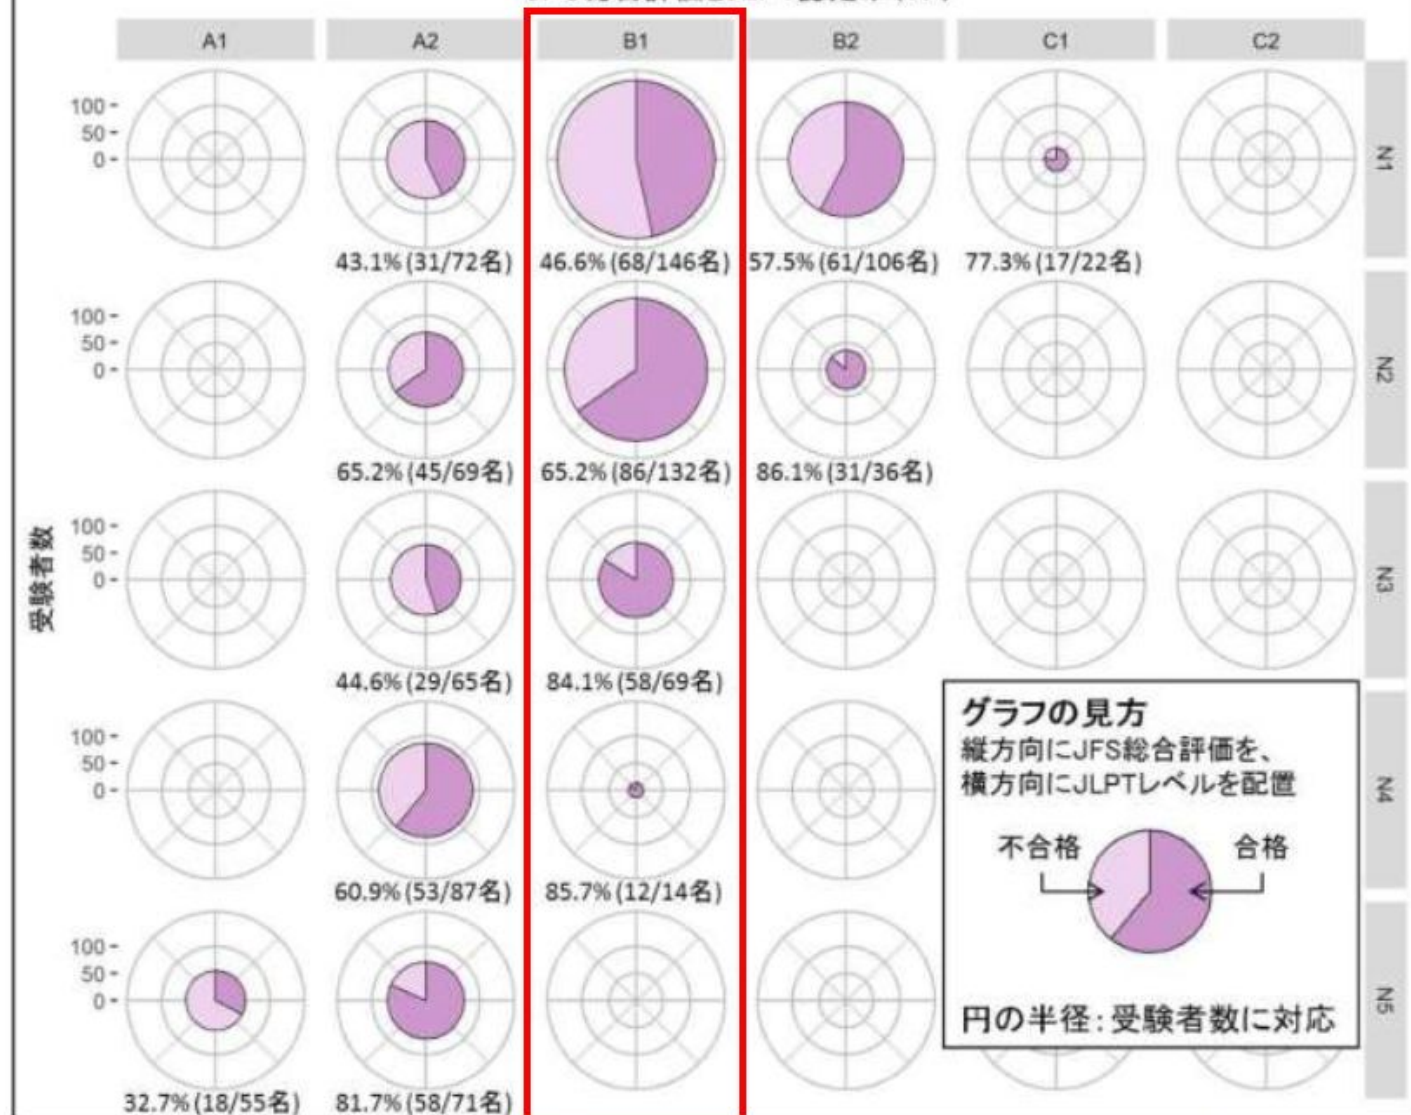 A1 A2 B1 B2 C1 C2
100
50
0
N1
43.1%(31/72名) 46.6%(68/146名) 57.5%(61/106名) 77.3%(17/22名)
100
50
0
N2
65.2%(45/69名) 65.2%(86/132名) 86.1%(31/36名)
受験者数
100
50
0
N3
44.6%(29/65名) 84.1%(58/69名)
100
50
0
N4
60.9%(53/87名) 85.7%(12/14名)
100
50
0
N5
32.7%(18/55名) 81.7%(58/71名)
グラフの見方
縦方向にJFS総合評価を、
横方向にJLPTレベルを配置
不合格 合格
円の半径:受験者数に対応